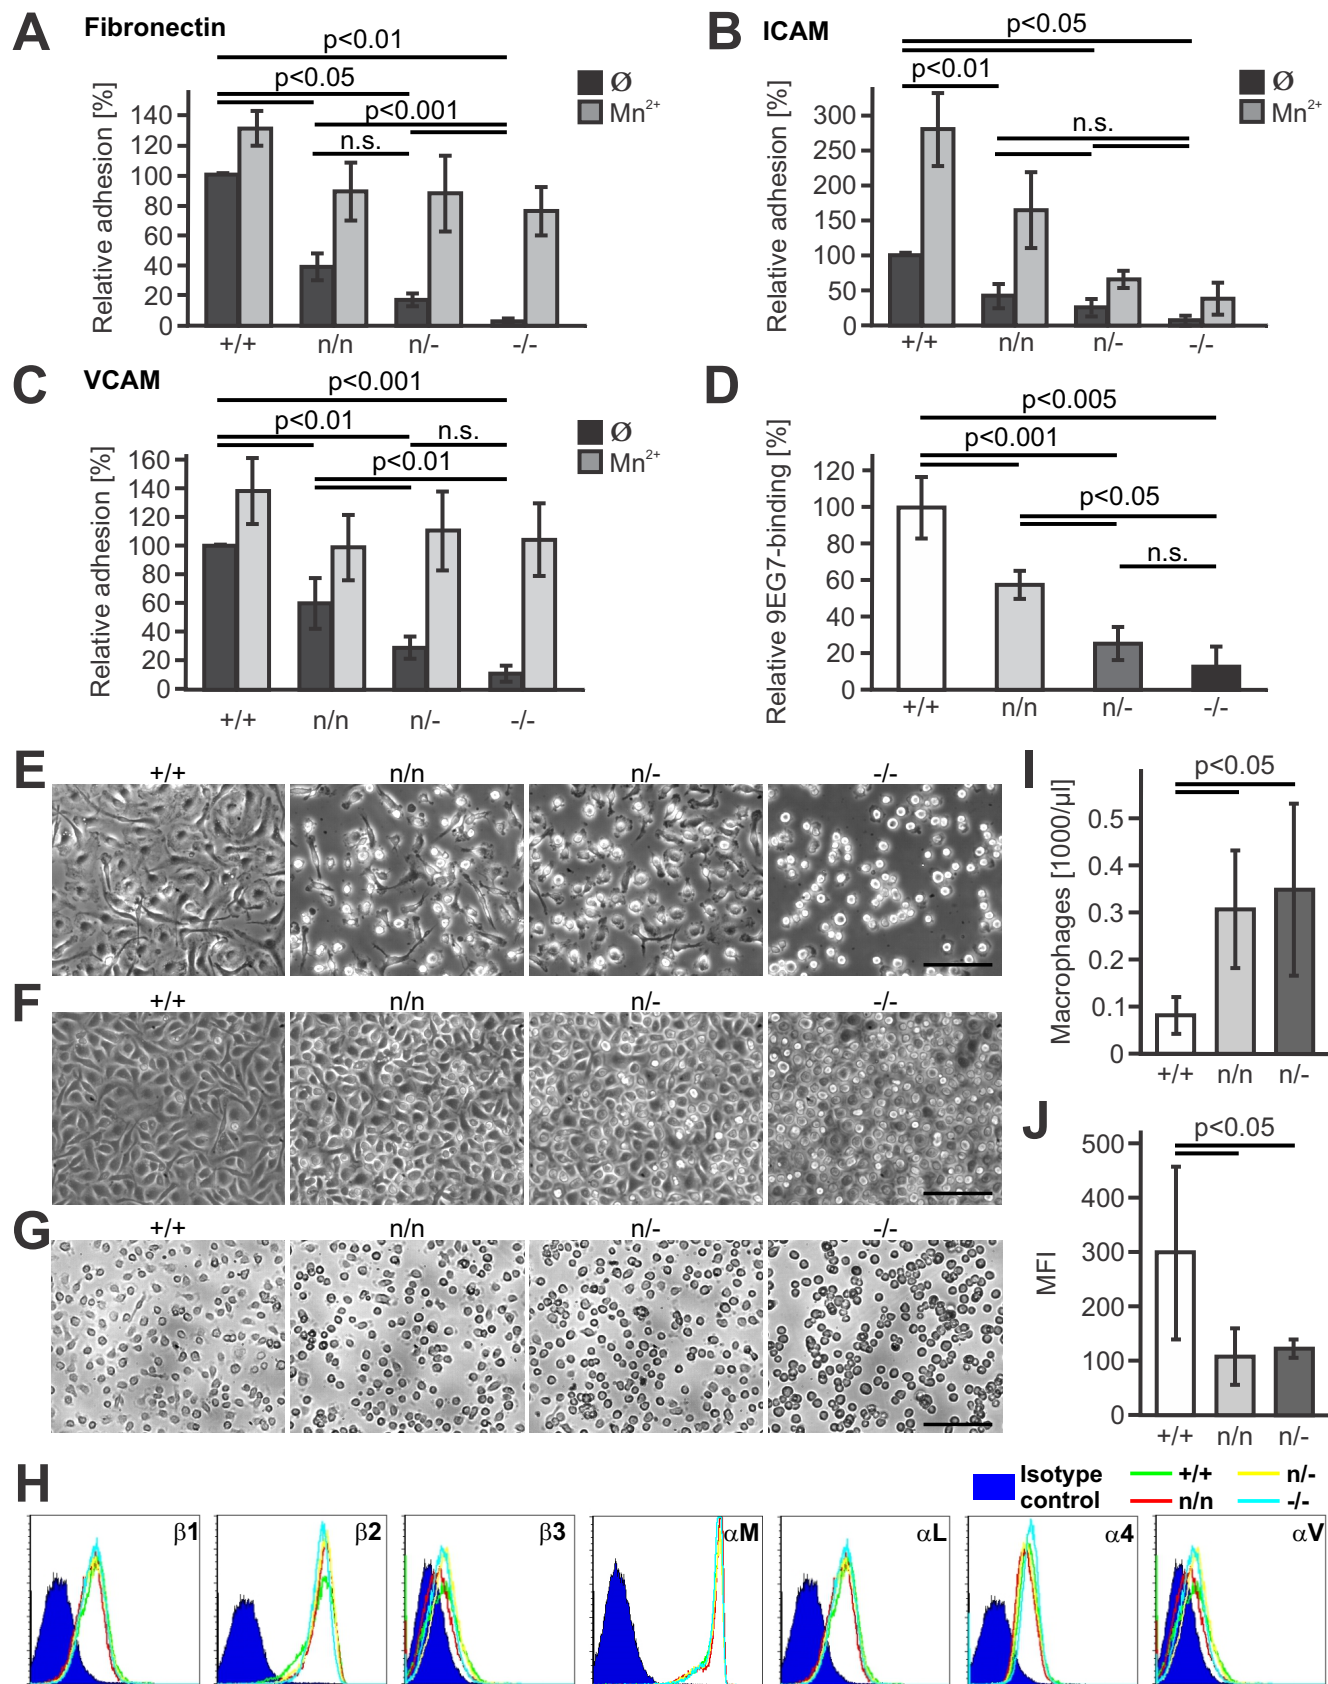 A Fibronectin
p<0.01
p<0.05
p<0.001
n.s.
Ø
Mn²⁺
Relative adhesion [%]
140
120
100
80
60
40
20
0
+/+ n/n n/- -/-
B ICAM
p<0.05
p<0.01
n.s.
Ø
Mn²⁺
Relative adhesion [%]
300
250
200
150
100
50
0
+/+ n/n n/- -/-
C VCAM
p<0.001
p<0.01
n.s.
p<0.01
Ø
Mn²⁺
Relative adhesion [%]
160
140
120
100
80
60
40
20
0
+/+ n/n n/- -/-
D
p<0.005
p<0.001
p<0.05
n.s.
Relative 9EG7-binding [%]
120
100
80
60
40
20
0
+/+ n/n n/- -/-
E
+/+ n/n n/- -/-
F
+/+ n/n n/- -/-
G
+/+ n/n n/- -/-
I
p<0.05
Macrophages [1000/µl]
0.5
0.4
0.3
0.2
0.1
0
+/+ n/n n/-
J
p<0.05
MFI
500
400
300
200
100
0
+/+ n/n n/-
H
Isotype control
+/+ n/-
n/n -/-
β1 β2 β3 αM αL α4 αV